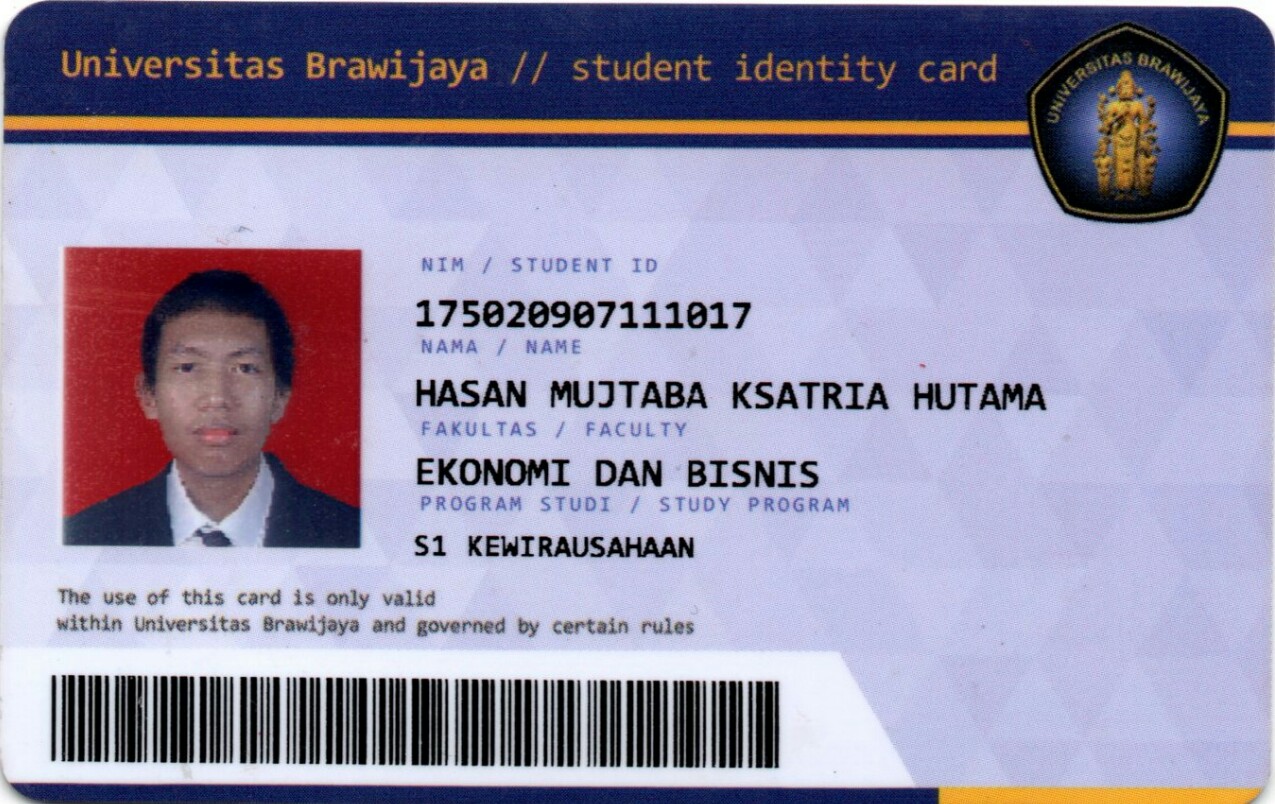 Universitas Brawijaya // student identity card
UNIVERSITAS BRAWIJAYA
NIM / STUDENT ID
175020907111017
NAMA / NAME
HASAN MUJTABA KSATRIA HUTAMA
FAKULTAS / FACULTY
EKONOMI DAN BISNIS
PROGRAM STUDI / STUDY PROGRAM
S1 KEWIRAUSAHAAN
The use of this card is only valid
within Universitas Brawijaya and governed by certain rules